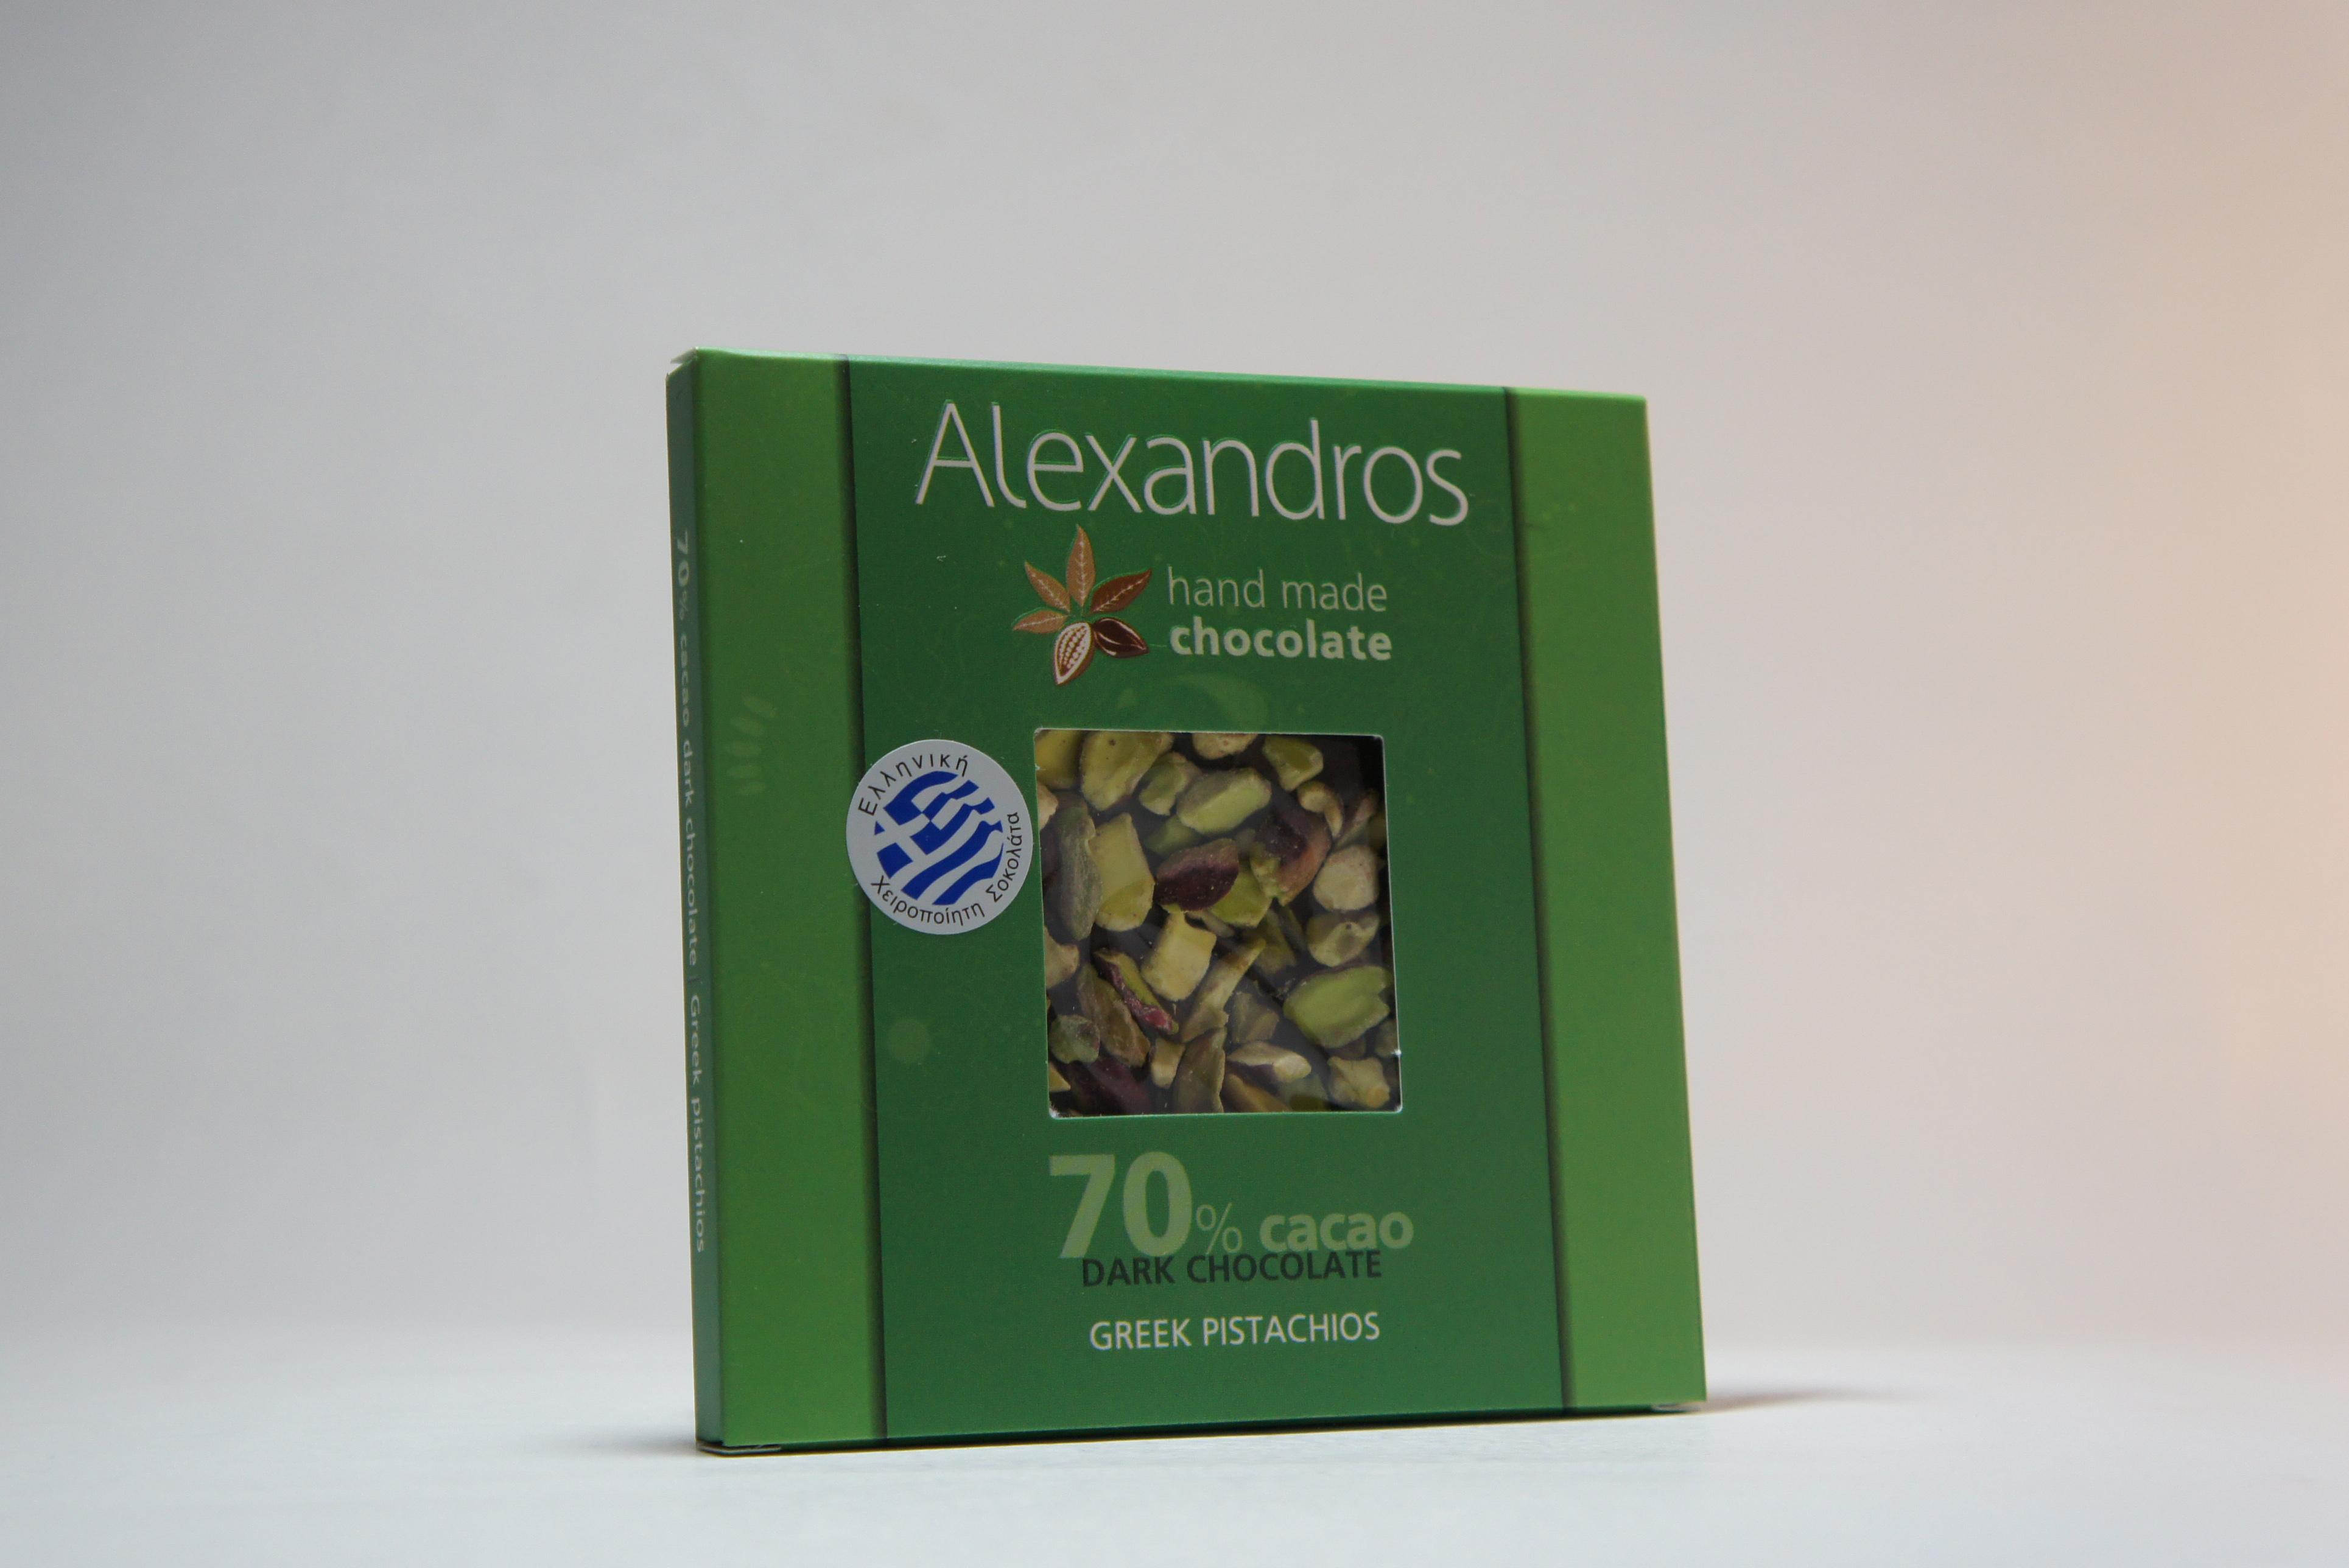 Alexandros
hand made
chocolate
Ελληνική
Χειροποίητη Σοκολάτα
70% cacao
DARK CHOCOLATE
GREEK PISTACHIOS
70% cacao dark chocolate | Greek pistachios